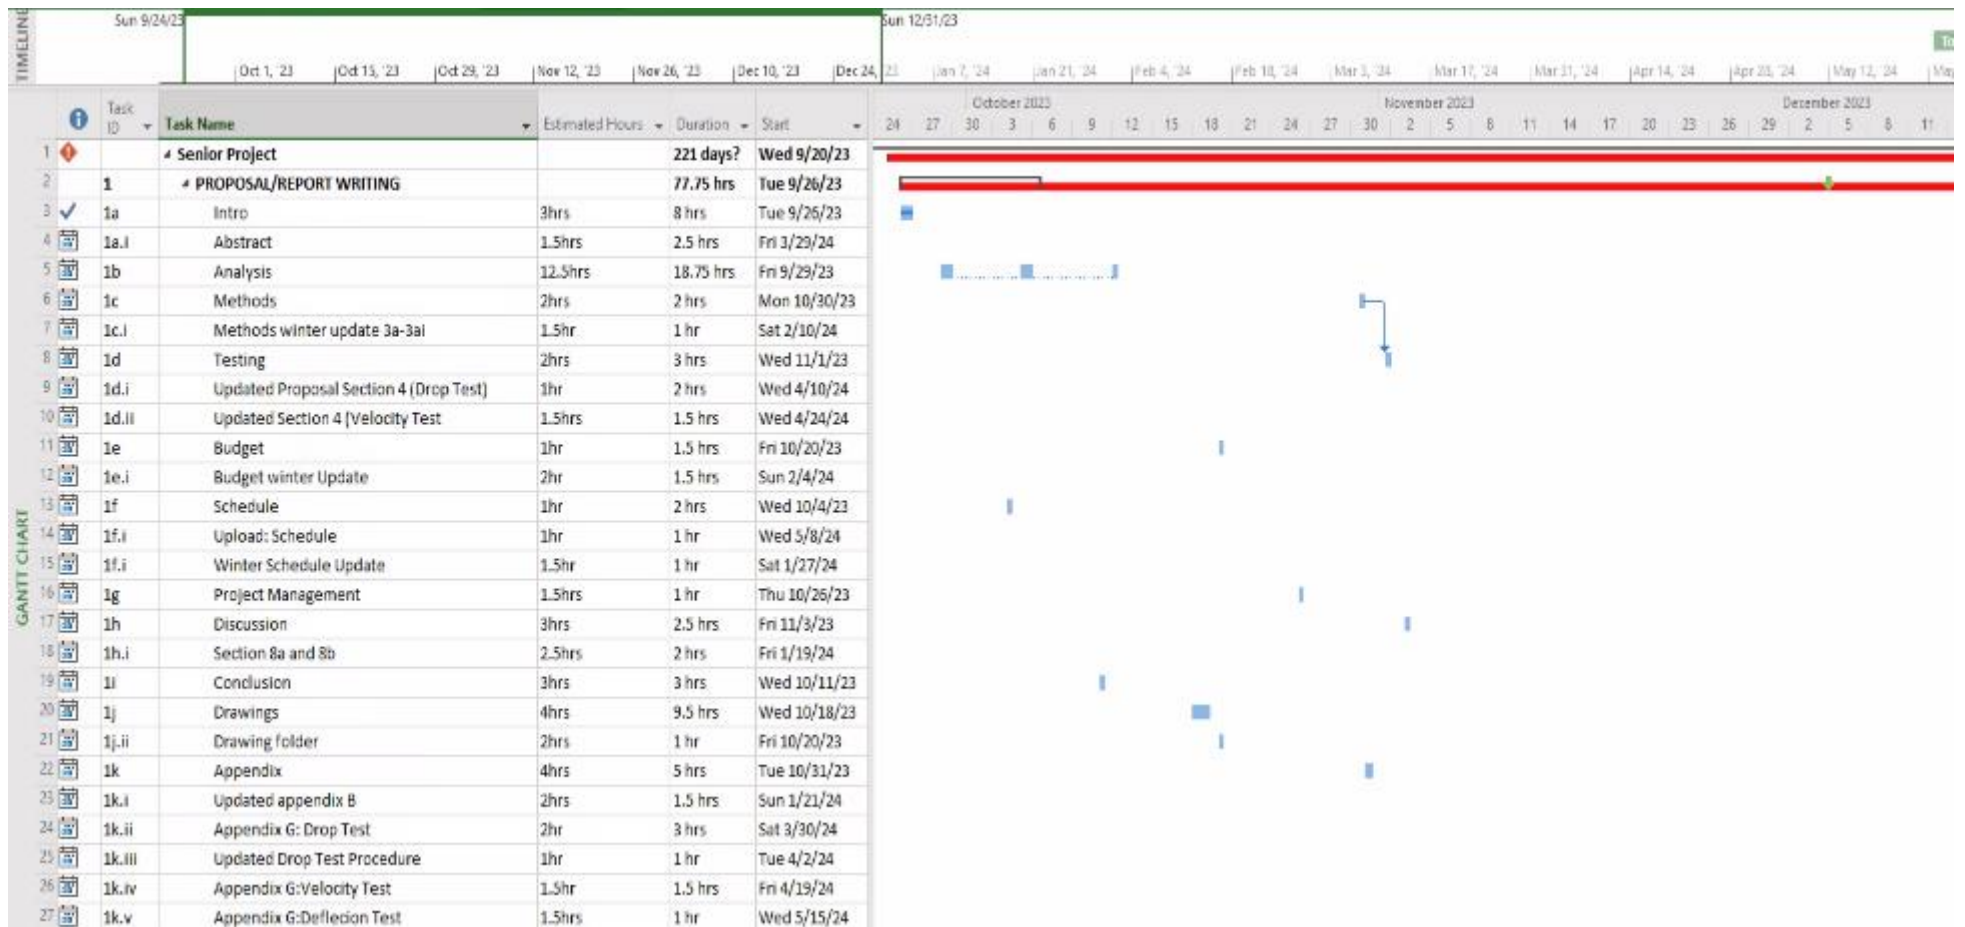 TIMELINE
Sun 9/24/23 Sun 12/31/23
To
Oct 1, '23 Oct 15, '23 Oct 29, '23 Nov 12, '23 Nov 26, '23 Dec 10, '23 Dec 24, '23 Jan 7, '24 Jan 21, '24 Feb 4, '24 Feb 18, '24 Mar 3, '24 Mar 17, '24 Mar 31, '24 Apr 14, '24 Apr 28, '24 May 12, '24 May
October 2023 November 2023 December 2023
Task ID Task Name Estimated Hours Duration Start 24 27 30 3 6 9 12 15 18 21 24 27 30 2 5 8 11 14 17 20 23 26 29 2 5 8 11
GANTT CHART
1 Senior Project 221 days? Wed 9/20/23
2 1 PROPOSAL/REPORT WRITING 77.75 hrs Tue 9/26/23
3 1a Intro 3hrs 8 hrs Tue 9/26/23
4 1a.i Abstract 1.5hrs 2.5 hrs Fri 3/29/24
5 1b Analysis 12.5hrs 18.75 hrs Fri 9/29/23
6 1c Methods 2hrs 2 hrs Mon 10/30/23
7 1c.i Methods winter update 3a-3ai 1.5hr 1 hr Sat 2/10/24
8 1d Testing 2hrs 3 hrs Wed 11/1/23
9 1d.i Updated Proposal Section 4 (Drop Test) 1hr 2 hrs Wed 4/10/24
10 1d.ii Updated Section 4 (Velocity Test 1.5hrs 1.5 hrs Wed 4/24/24
11 1e Budget 1hr 1.5 hrs Fri 10/20/23
12 1e.i Budget winter Update 2hr 1.5 hrs Sun 2/4/24
13 1f Schedule 1hr 2 hrs Wed 10/4/23
14 1f.i Upload: Schedule 1hr 1 hr Wed 5/8/24
15 1f.i Winter Schedule Update 1.5hr 1 hr Sat 1/27/24
16 1g Project Management 1.5hrs 1 hr Thu 10/26/23
17 1h Discussion 3hrs 2.5 hrs Fri 11/3/23
18 1h.i Section 8a and 8b 2.5hrs 2 hrs Fri 1/19/24
19 1i Conclusion 3hrs 3 hrs Wed 10/11/23
20 1j Drawings 4hrs 9.5 hrs Wed 10/18/23
21 1j.ii Drawing folder 2hrs 1 hr Fri 10/20/23
22 1k Appendix 4hrs 5 hrs Tue 10/31/23
23 1k.i Updated appendix B 2hrs 1.5 hrs Sun 1/21/24
24 1k.ii Appendix G: Drop Test 2hr 3 hrs Sat 3/30/24
25 1k.iii Updated Drop Test Procedure 1hr 1 hr Tue 4/2/24
26 1k.iv Appendix G:Velocity Test 1.5hr 1.5 hrs Fri 4/19/24
27 1k.v Appendix G:Deflecion Test 1.5hrs 1 hr Wed 5/15/24